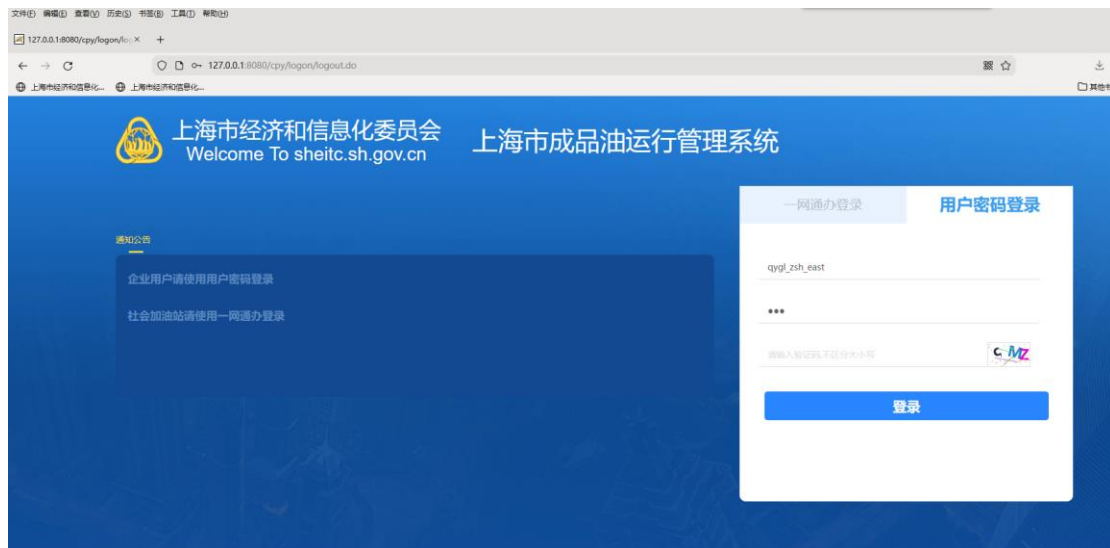 文件(F) 编辑(E) 查看(V) 历史(S) 书签(B) 工具(T) 帮助(H)
127.0.0.1:8080/cpy/logon/log × +
127.0.0.1:8080/cpy/logon/logout.do
上海市经济和信息化... 上海市经济和信息化... 其他书
上海市经济和信息化委员会
Welcome To sheitc.sh.gov.cn
上海市成品油运行管理系统
一网通办登录 用户密码登录
通知公告
企业用户请使用用户密码登录
社会加油站请使用一网通办登录
qygl_zsh_east
•••
请输入验证码,不区分大小写
登录